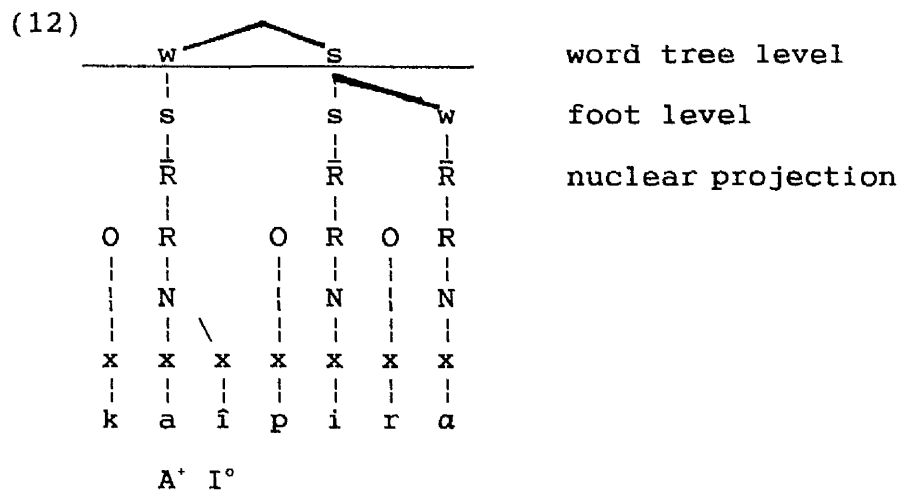 (12)
w s word tree level
s s w foot level
R̄ R̄ R̄ nuclear projection
O R O R O R
N N N
x x x x x x x
k a î p i r ɑ
A⁺ I°